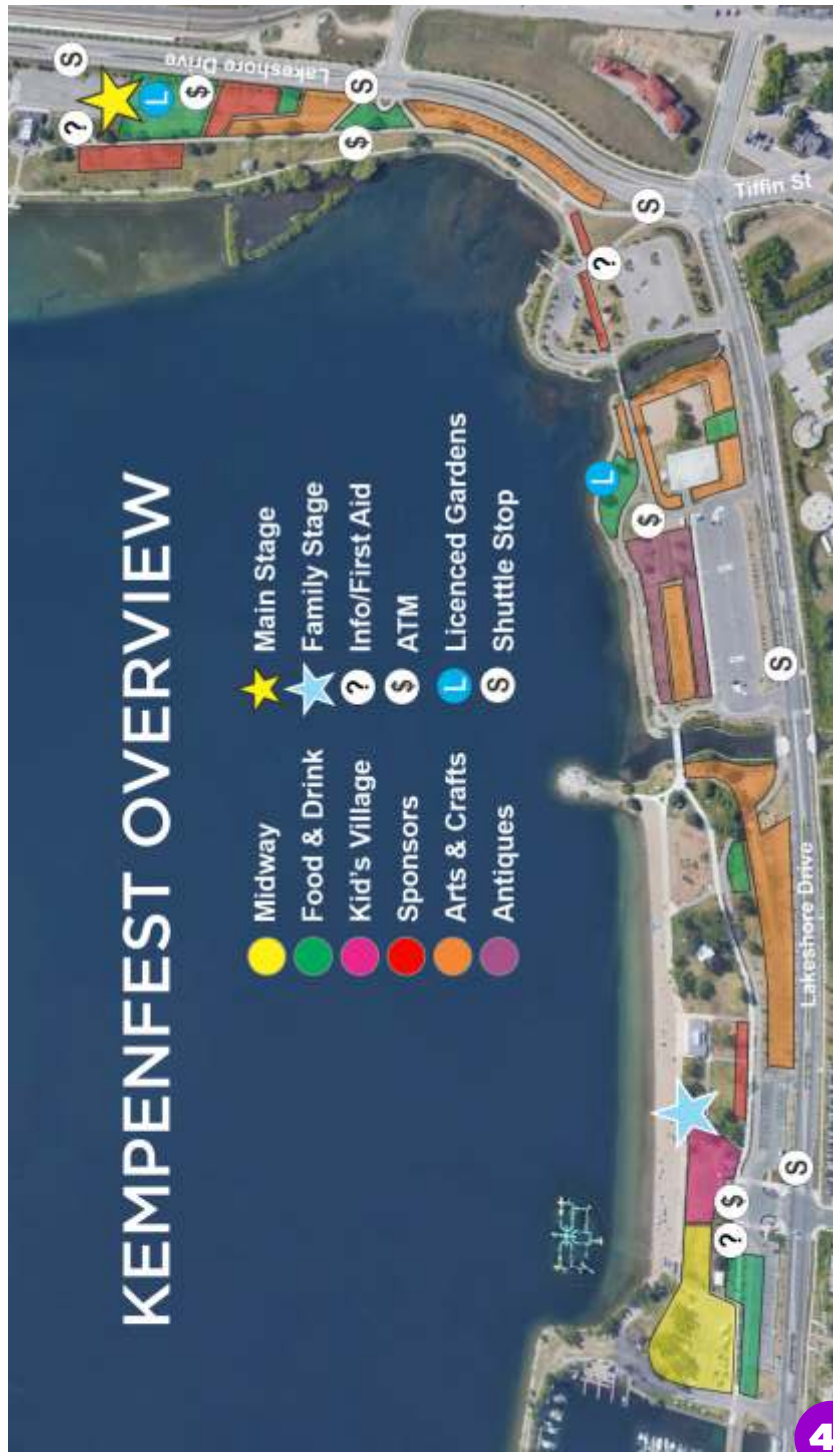 KEMPENFEST OVERVIEW
Midway
Food & Drink
Kid's Village
Sponsors
Arts & Crafts
Antiques
Main Stage
Family Stage
? Info/First Aid
$ ATM
L Licenced Gardens
S Shuttle Stop
? $
S
Lakeshore Drive
S
$
L
?
S
Tiffin St
$
S
Lakeshore Drive
?
L
$
S
4